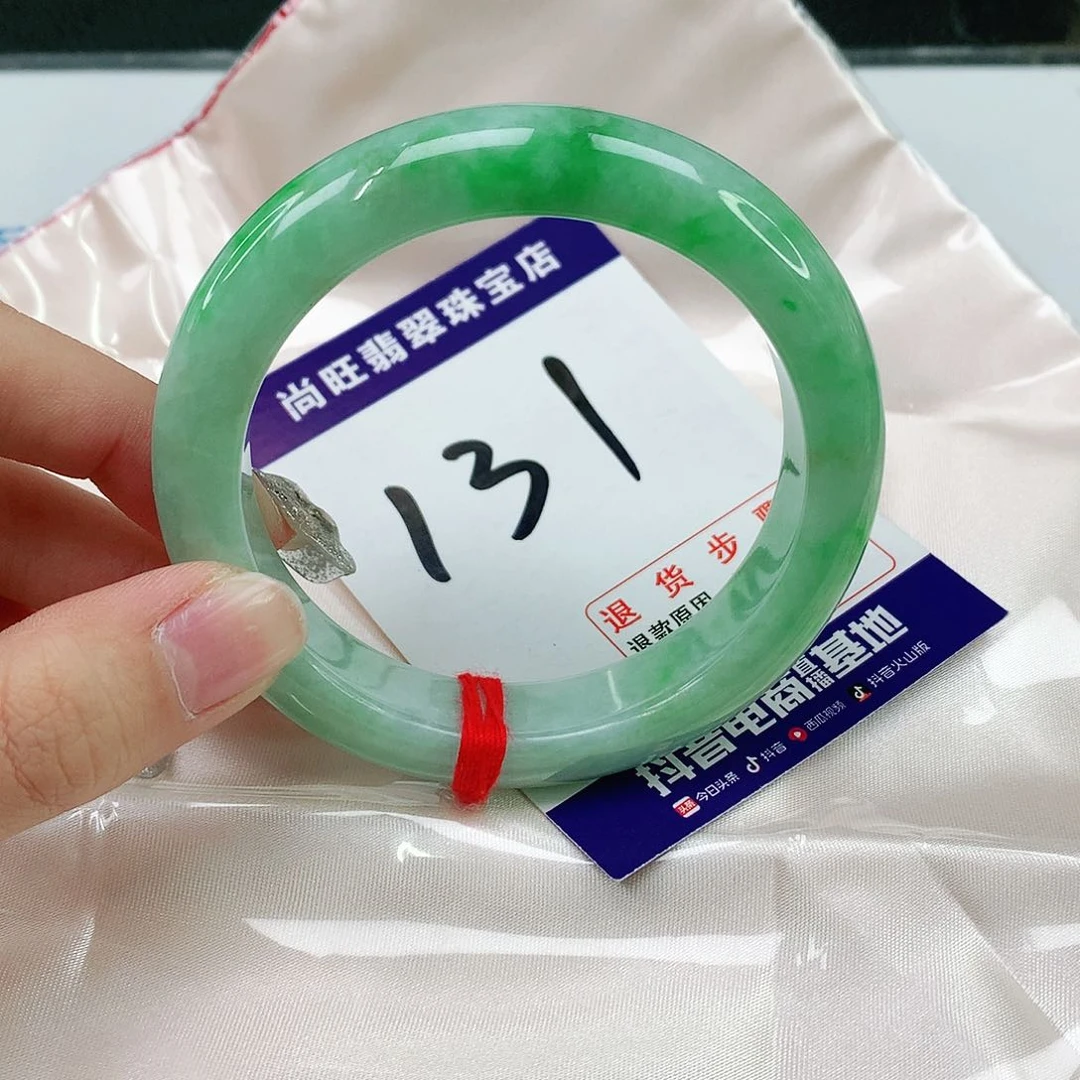 尚旺翡翠珠宝店
131
退货步骤
退款原因
抖音电商直播基地
今日头条 抖音 西瓜视频 抖音火山版